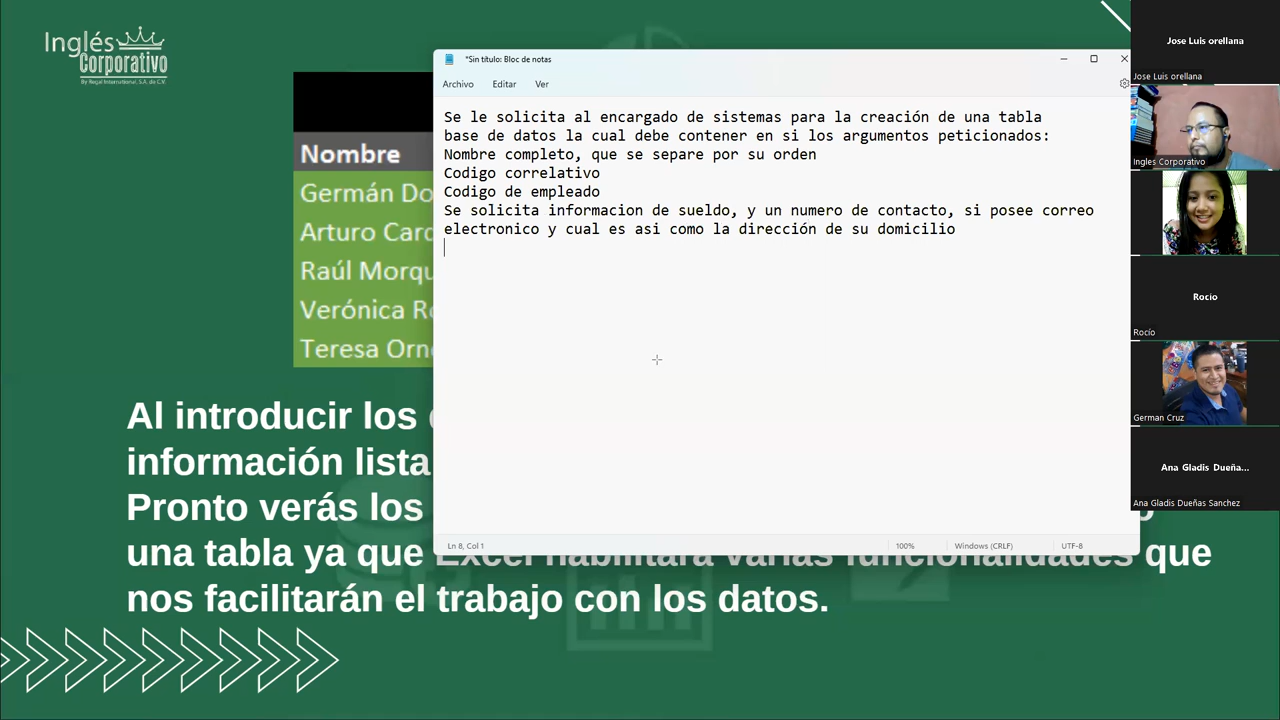 Inglés
Corporativo
By Regal International, S.A. de C.V.
*Sin título: Bloc de notas
Archivo Editar Ver
Se le solicita al encargado de sistemas para la creación de una tabla
base de datos la cual debe contener en si los argumentos peticionados:
Nombre completo, que se separe por su orden
Codigo correlativo
Codigo de empleado
Se solicita informacion de sueldo, y un numero de contacto, si posee correo
electronico y cual es asi como la dirección de su domicilio
Ln 8, Col 1 100% Windows (CRLF) UTF-8
Nombre
Germán
Arturo
Raúl
Verónica
Teresa
Al introducir los
información lista
Pronto verás los
una tabla ya que Excel habilitará varias funcionalidades que
nos facilitarán el trabajo con los datos.
Jose Luis orellana
Jose Luis orellana
Ingles Corporativo
Rocío
Rocío
German Cruz
Ana Gladis Dueña...
Ana Gladis Dueñas Sanchez